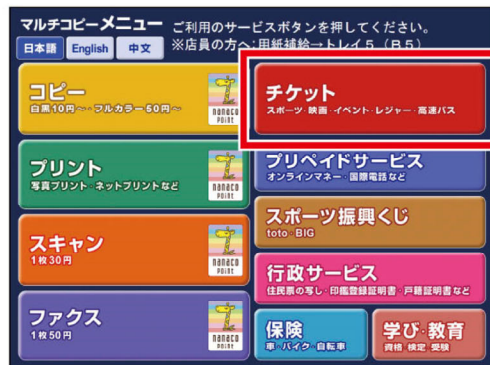 マルチコピーメニュー
ご利用のサービスボタンを押してください。
日本語 English 中文
※店員の方へ:用紙補給→トレイ5(B5)
コピー
白黒10円～・フルカラー50円～
nanaco POINT
チケット
スポーツ・映画・イベント・レジャー・高速バス
プリント
写真プリント・ネットプリントなど
nanaco POINT
プリペイドサービス
オンラインマネー・国際電話など
スキャン
1枚30円
nanaco POINT
スポーツ振興くじ
toto・BIG
行政サービス
住民票の写し・印鑑登録証明書・戸籍証明書など
ファクス
1枚50円
nanaco POINT
保険
車・バイク・自転車
学び・教育
資格 検定 受験